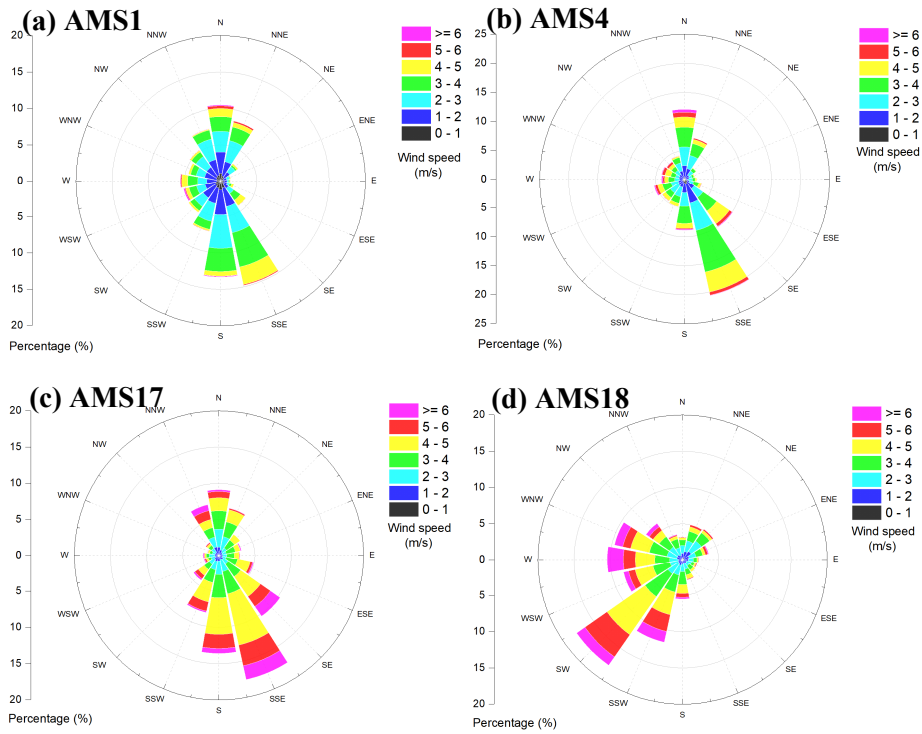 (a) AMS1
20
15
10
5
0
5
10
15
20
Percentage (%)
N
NNE
NE
ENE
E
ESE
SE
SSE
S
SSW
SW
WSW
W
WNW
NW
NNW
>= 6
5 - 6
4 - 5
3 - 4
2 - 3
1 - 2
0 - 1
Wind speed
(m/s)
(b) AMS4
25
20
15
10
5
0
5
10
15
20
25
Percentage (%)
N
NNE
NE
ENE
E
ESE
SE
SSE
S
SSW
SW
WSW
W
WNW
NW
NNW
>= 6
5 - 6
4 - 5
3 - 4
2 - 3
1 - 2
0 - 1
Wind speed
(m/s)
(c) AMS17
20
15
10
5
0
5
10
15
20
Percentage (%)
N
NNE
NE
ENE
E
ESE
SE
SSE
S
SSW
SW
WSW
W
WNW
NW
NNW
>= 6
5 - 6
4 - 5
3 - 4
2 - 3
1 - 2
0 - 1
Wind speed
(m/s)
(d) AMS18
20
15
10
5
0
5
10
15
20
Percentage (%)
N
NNE
NE
ENE
E
ESE
SE
SSE
S
SSW
SW
WSW
W
WNW
NW
NNW
>= 6
5 - 6
4 - 5
3 - 4
2 - 3
1 - 2
0 - 1
Wind speed
(m/s)